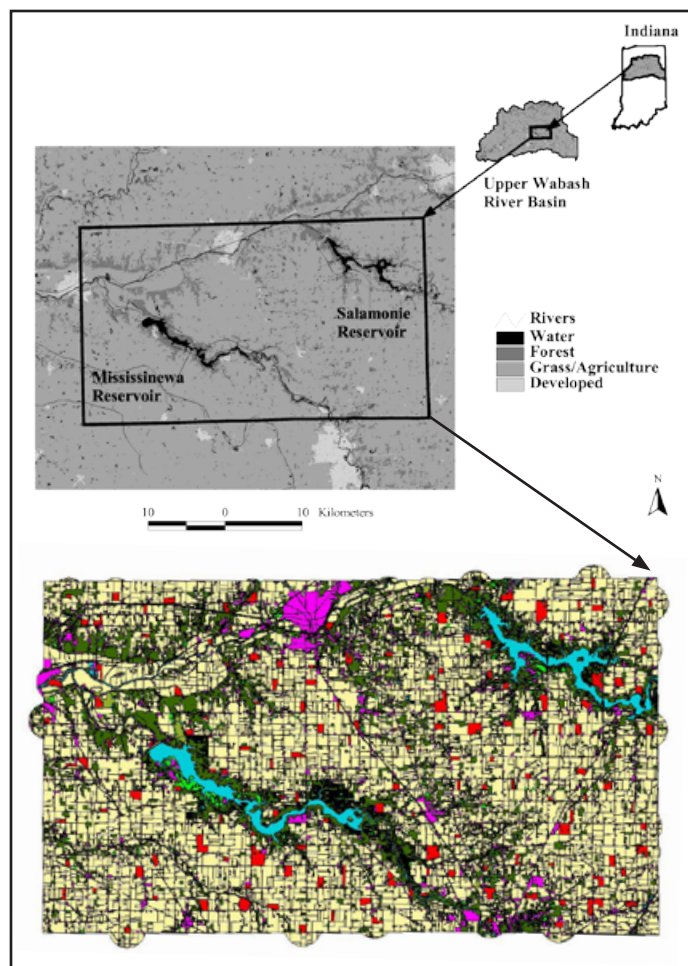 Indiana
Upper Wabash
River Basin
Salamonie
Reservoir
Mississinewa
Reservoir
Rivers
Water
Forest
Grass/Agriculture
Developed
N
10 0 10 Kilometers